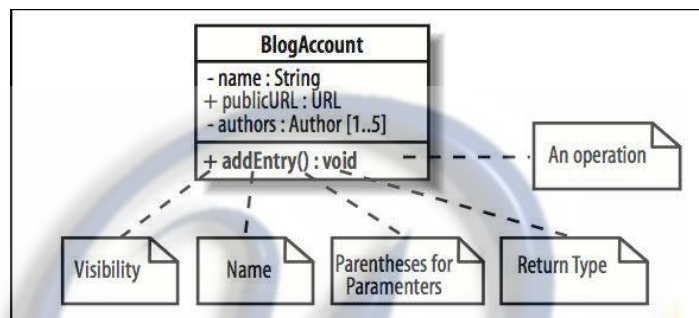 BlogAccount
- name : String
+ publicURL : URL
- authors : Author [1..5]
+ addEntry() : void
An operation
Visibility
Name
Parentheses for
Paramenters
Return Type